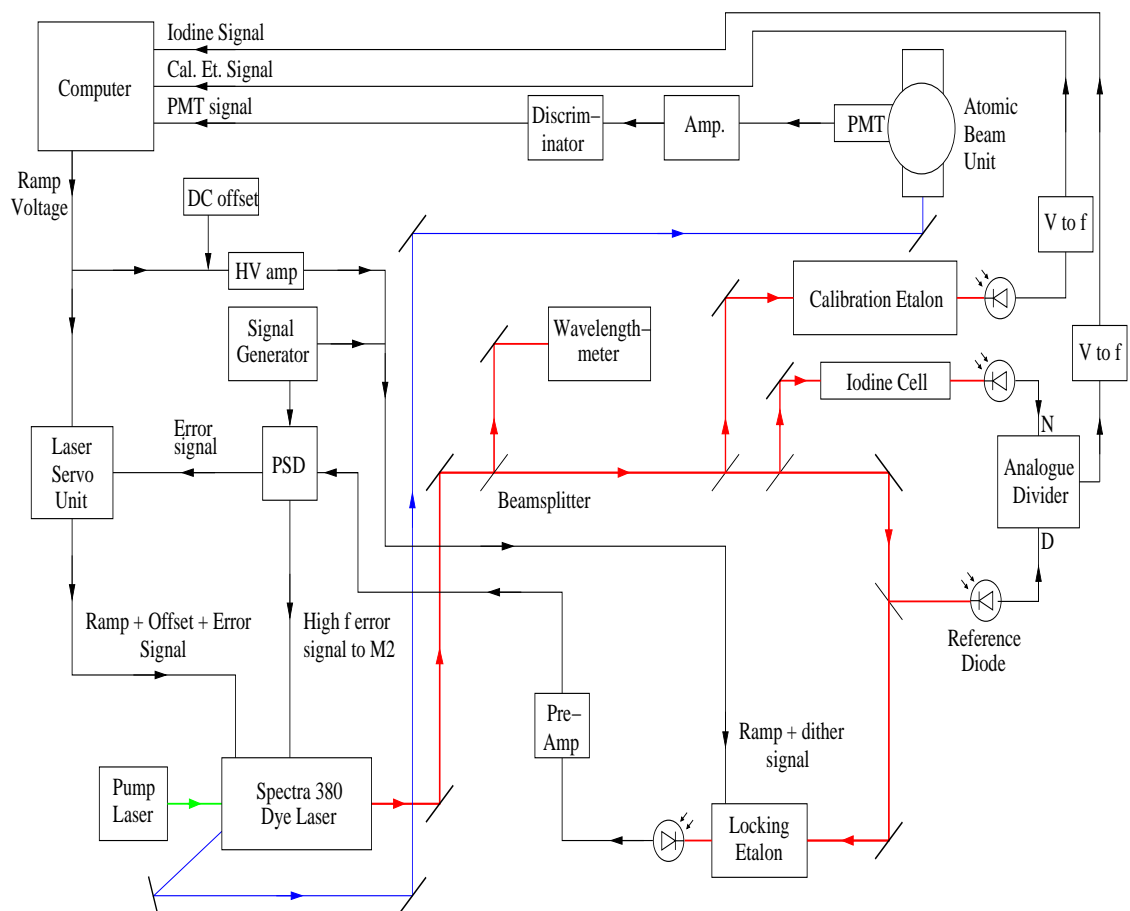 Iodine Signal
Cal. Et. Signal
PMT signal
Computer
Discrim–
inator
Amp.
PMT
Atomic
Beam
Unit
Ramp
Voltage
DC offset
HV amp
V to f
Calibration Etalon
Signal
Generator
Wavelength–
meter
V to f
Iodine Cell
N
Laser
Servo
Unit
Error
signal
PSD
Beamsplitter
Analogue
Divider
D
Ramp + Offset + Error
Signal
High f error
signal to M2
Reference
Diode
Pre–
Amp
Ramp + dither
signal
Pump
Laser
Spectra 380
Dye Laser
Locking
Etalon